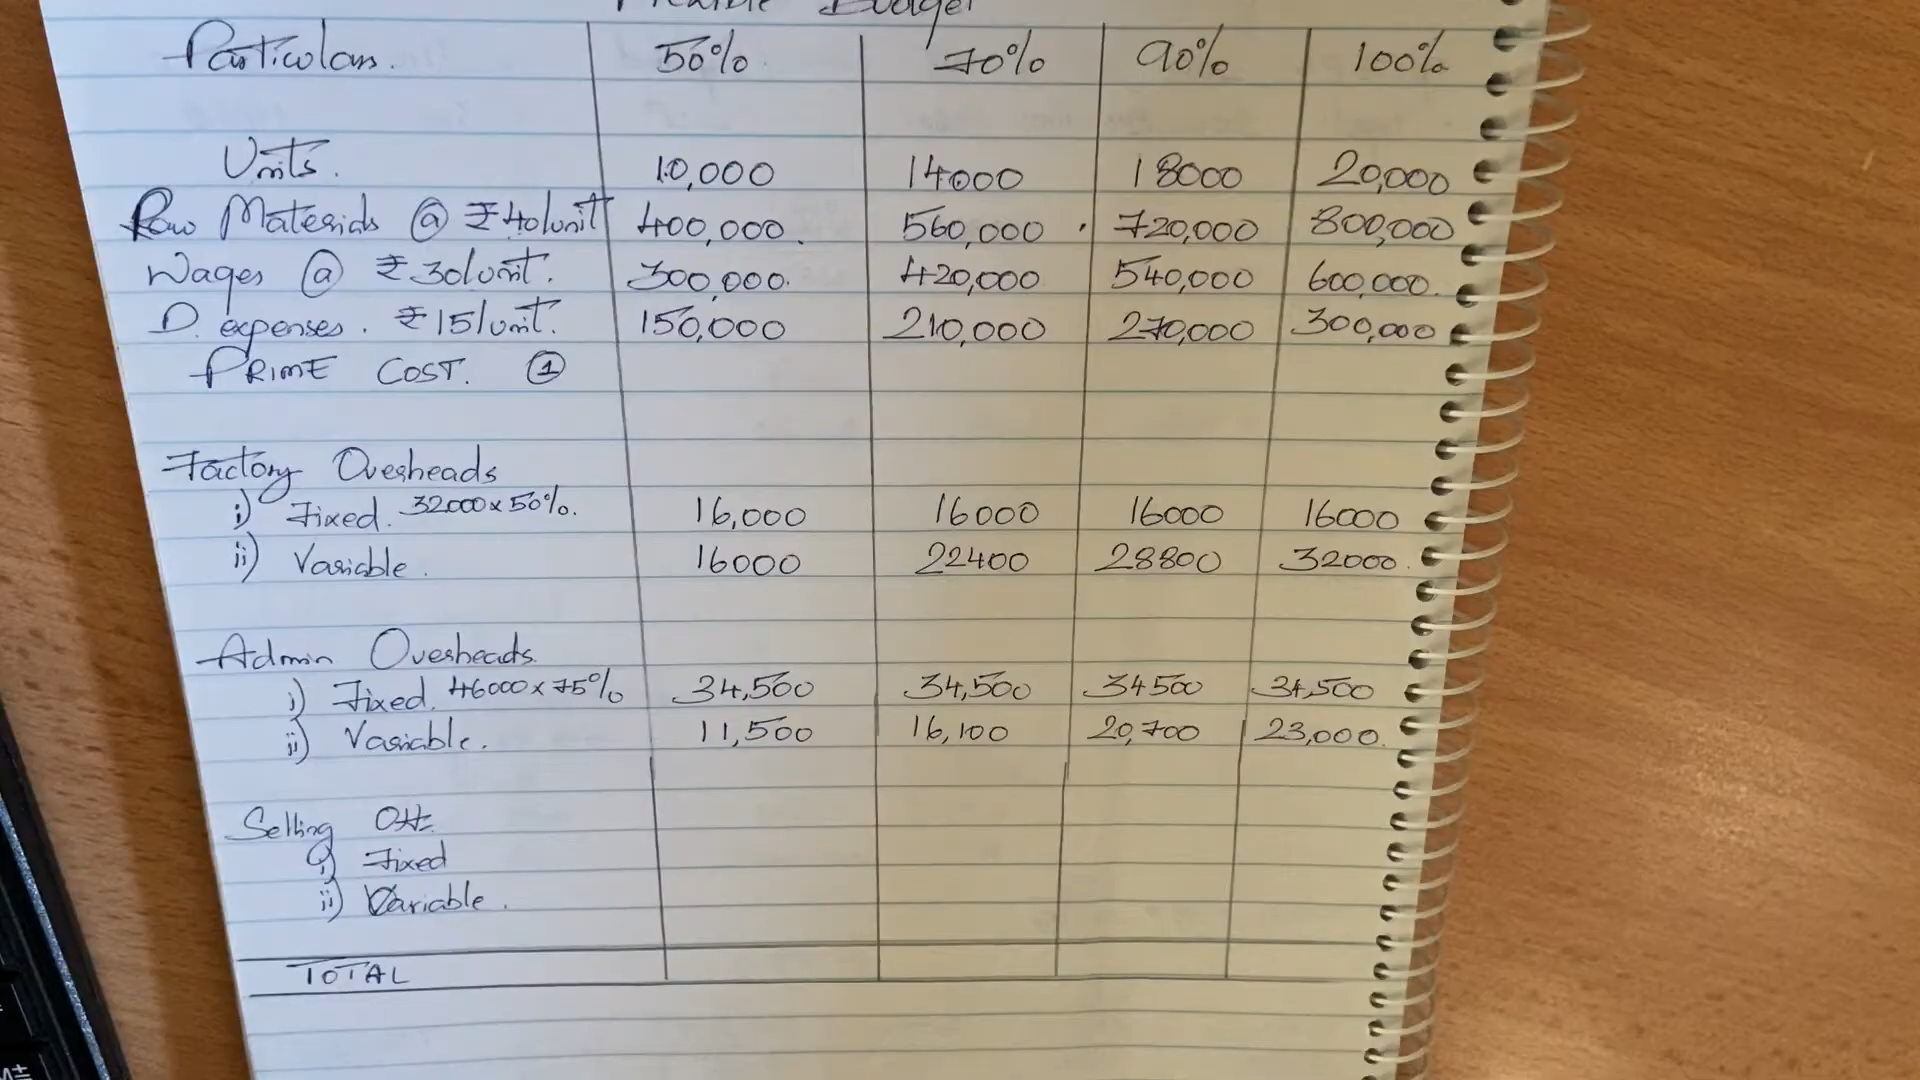 Flexible Budget
Particulars. 50% 70% 90% 100%
Units. 10,000 14000 18000 20,000
Raw Materials @ ₹40/unit 400,000. 560,000 720,000 800,000
Wages @ ₹30/unit. 300,000. 420,000 540,000 600,000.
D. expenses. ₹15/unit. 150,000 210,000 270,000 300,000
PRIME COST. ①
Factory Overheads
i) Fixed. 32000x50%. 16,000 16000 16000 16000
ii) Variable. 16000 22400 28800 32000.
Admin Overheads.
i) Fixed. 46000x75% 34,500 34,500 34500 34,500
ii) Variable. 11,500 16,100 20,700 23,000.
Selling OH.
i) Fixed
ii) Variable.
TOTAL